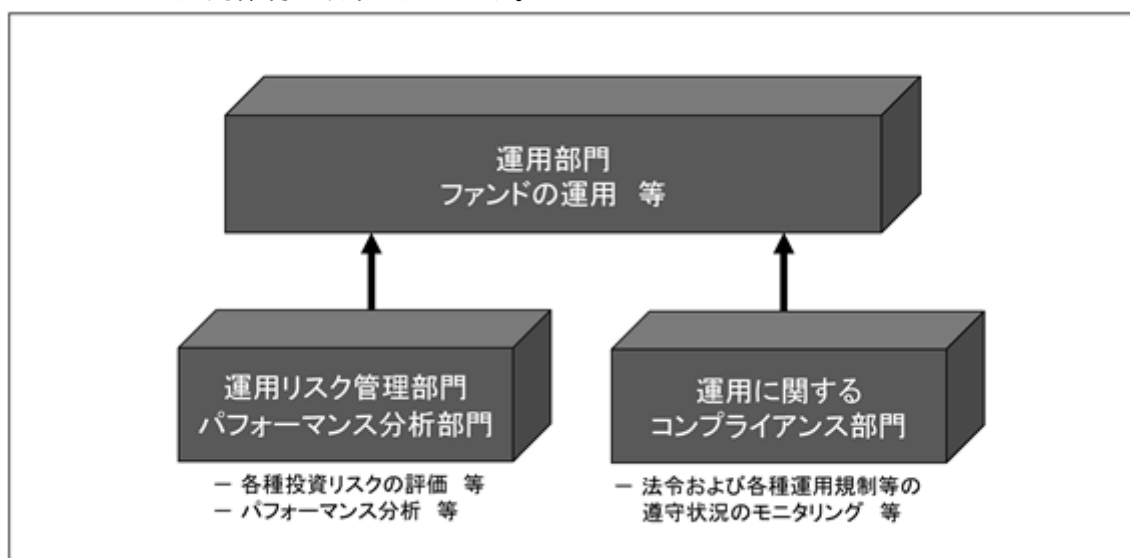 運用部門
ファンドの運用 等
運用リスク管理部門
パフォーマンス分析部門
運用に関する
コンプライアンス部門
－ 各種投資リスクの評価 等
－ パフォーマンス分析 等
－ 法令および各種運用規制等の
遵守状況のモニタリング 等